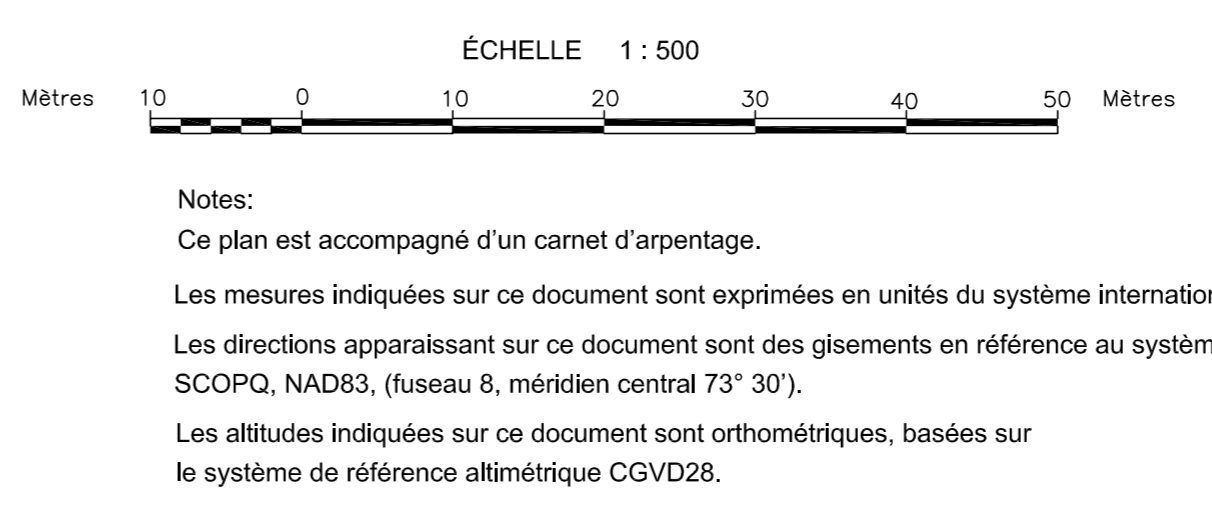 ÉCHELLE 1 : 500
Mètres 10 0 10 20 30 40 50 Mètres
Notes:
Ce plan est accompagné d'un carnet d'arpentage.
Les mesures indiquées sur ce document sont exprimées en unités du système internation
Les directions apparaissant sur ce document sont des gisements en référence au systèm
SCOPQ, NAD83, (fuseau 8, méridien central 73° 30').
Les altitudes indiquées sur ce document sont orthométriques, basées sur
le système de référence altimétrique CGVD28.